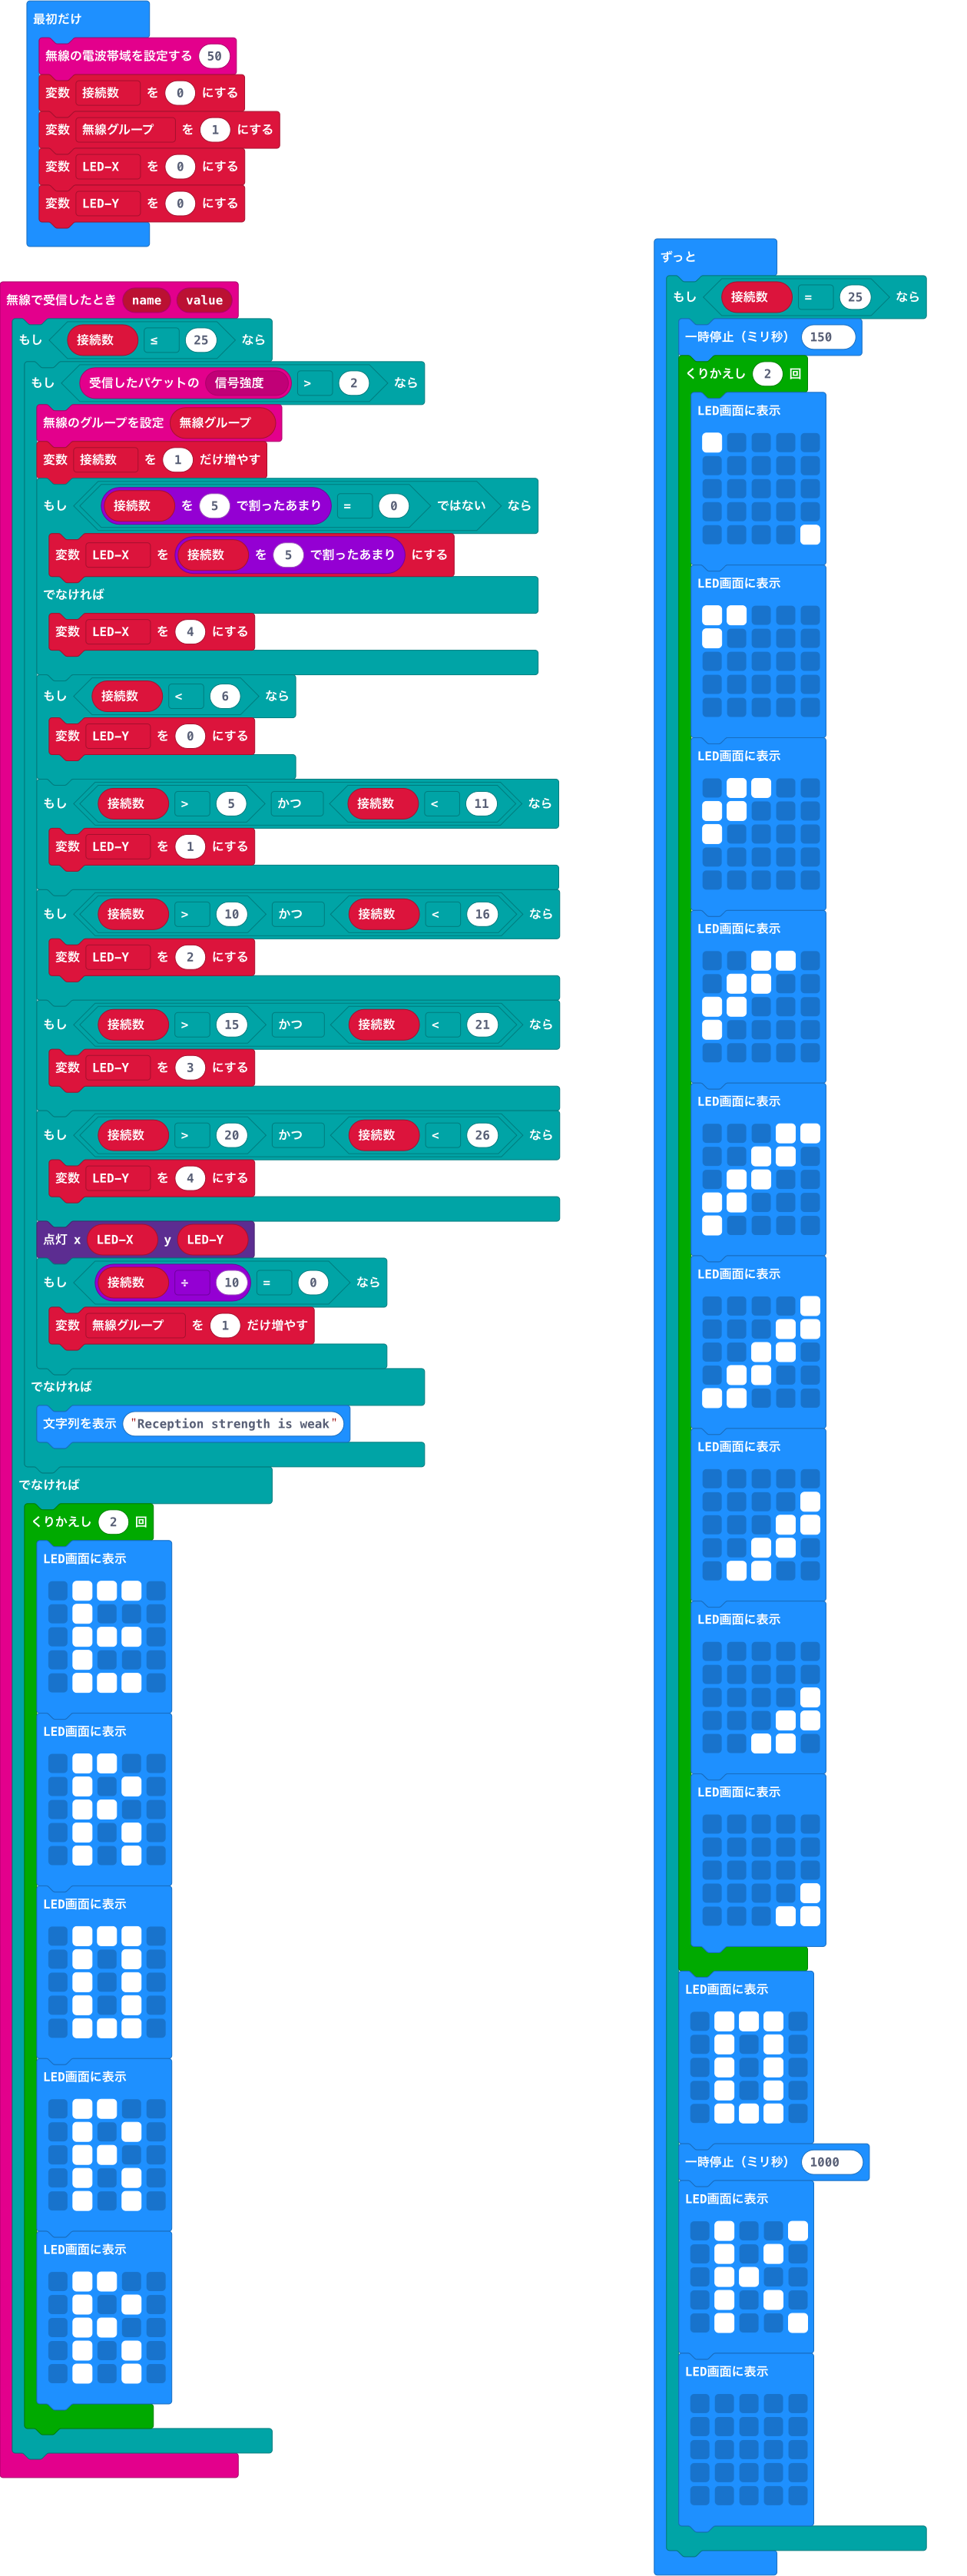 最初だけ
無線の電波帯域を設定する 50
変数 接続数 を 0 にする
変数 無線グループ を 1 にする
変数 LED-X を 0 にする
変数 LED-Y を 0 にする
無線で受信したとき name value
もし 接続数 ≤ 25 なら
もし 受信したパケットの 信号強度 > 2 なら
無線のグループを設定 無線グループ
変数 接続数 を 1 だけ増やす
もし 接続数 を 5 で割ったあまり = 0 ではない なら
変数 LED-X を 接続数 を 5 で割ったあまり にする
でなければ
変数 LED-X を 4 にする
もし 接続数 < 6 なら
変数 LED-Y を 0 にする
もし 接続数 > 5 かつ 接続数 < 11 なら
変数 LED-Y を 1 にする
もし 接続数 > 10 かつ 接続数 < 16 なら
変数 LED-Y を 2 にする
もし 接続数 > 15 かつ 接続数 < 21 なら
変数 LED-Y を 3 にする
もし 接続数 > 20 かつ 接続数 < 26 なら
変数 LED-Y を 4 にする
点灯 x LED-X y LED-Y
もし 接続数 ÷ 10 = 0 なら
変数 無線グループ を 1 だけ増やす
でなければ
文字列を表示 "Reception strength is weak"
でなければ
くりかえし 2 回
LED画面に表示
LED画面に表示
LED画面に表示
LED画面に表示
LED画面に表示
ずっと
もし 接続数 = 25 なら
一時停止（ミリ秒） 150
くりかえし 2 回
LED画面に表示
LED画面に表示
LED画面に表示
LED画面に表示
LED画面に表示
LED画面に表示
LED画面に表示
LED画面に表示
LED画面に表示
LED画面に表示
一時停止（ミリ秒） 1000
LED画面に表示
LED画面に表示